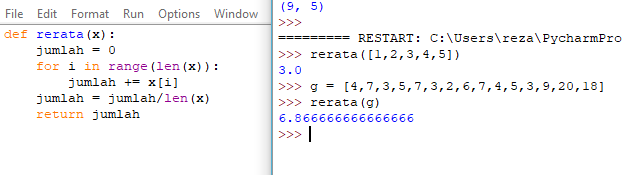 File Edit Format Run Options Window
def rerata(x):
    jumlah = 0
    for i in range(len(x)):
        jumlah += x[i]
    jumlah = jumlah/len(x)
    return jumlah
(9, 5)
>>>
========= RESTART: C:\Users\reza\PycharmPro
>>> rerata([1,2,3,4,5])
3.0
>>> g = [4,7,3,5,7,3,2,6,7,4,5,3,9,20,18]
>>> rerata(g)
6.866666666666666
>>>